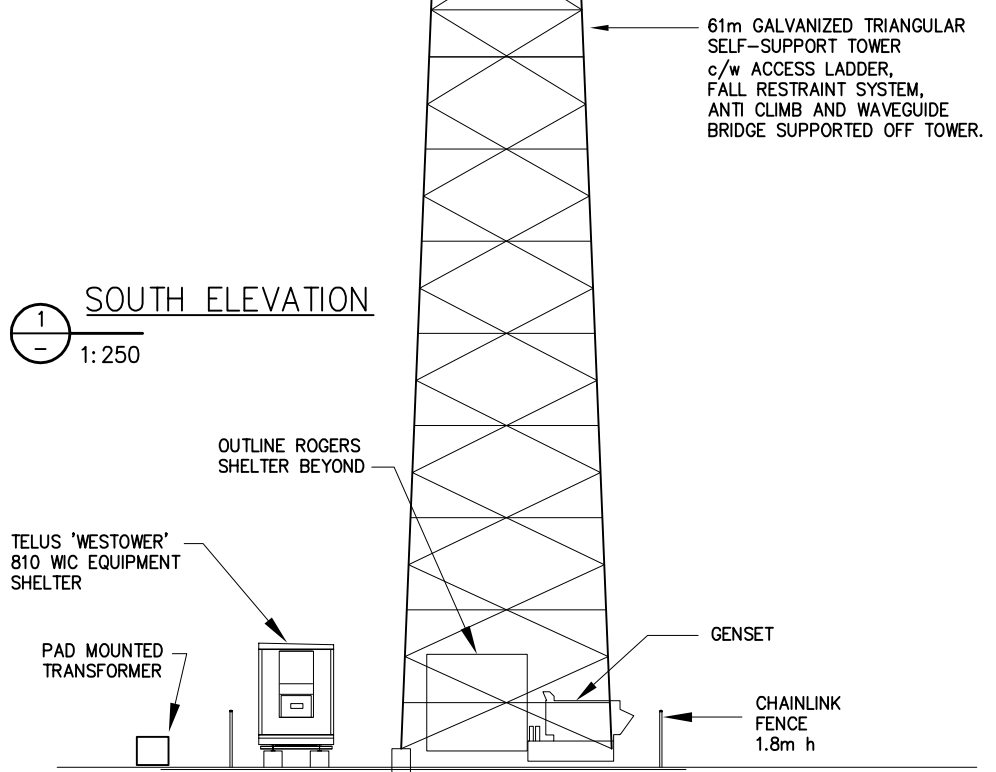 61m GALVANIZED TRIANGULAR
SELF-SUPPORT TOWER
c/w ACCESS LADDER,
FALL RESTRAINT SYSTEM,
ANTI CLIMB AND WAVEGUIDE
BRIDGE SUPPORTED OFF TOWER.
SOUTH ELEVATION
1
-
1:250
OUTLINE ROGERS
SHELTER BEYOND
TELUS 'WESTOWER'
810 WIC EQUIPMENT
SHELTER
PAD MOUNTED
TRANSFORMER
GENSET
CHAINLINK
FENCE
1.8m h